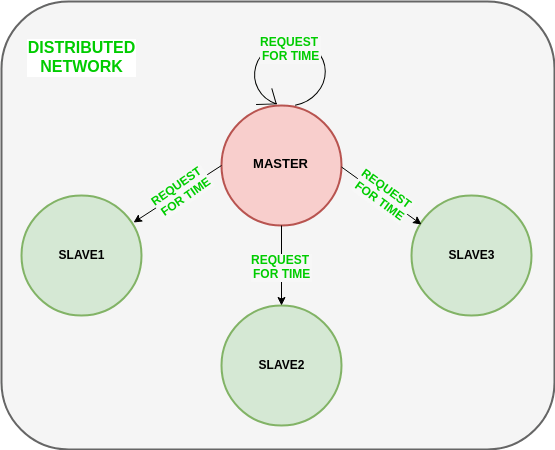 DISTRIBUTED
NETWORK
REQUEST
FOR TIME
MASTER
REQUEST
FOR TIME
REQUEST
FOR TIME
SLAVE1
REQUEST
FOR TIME
SLAVE3
SLAVE2